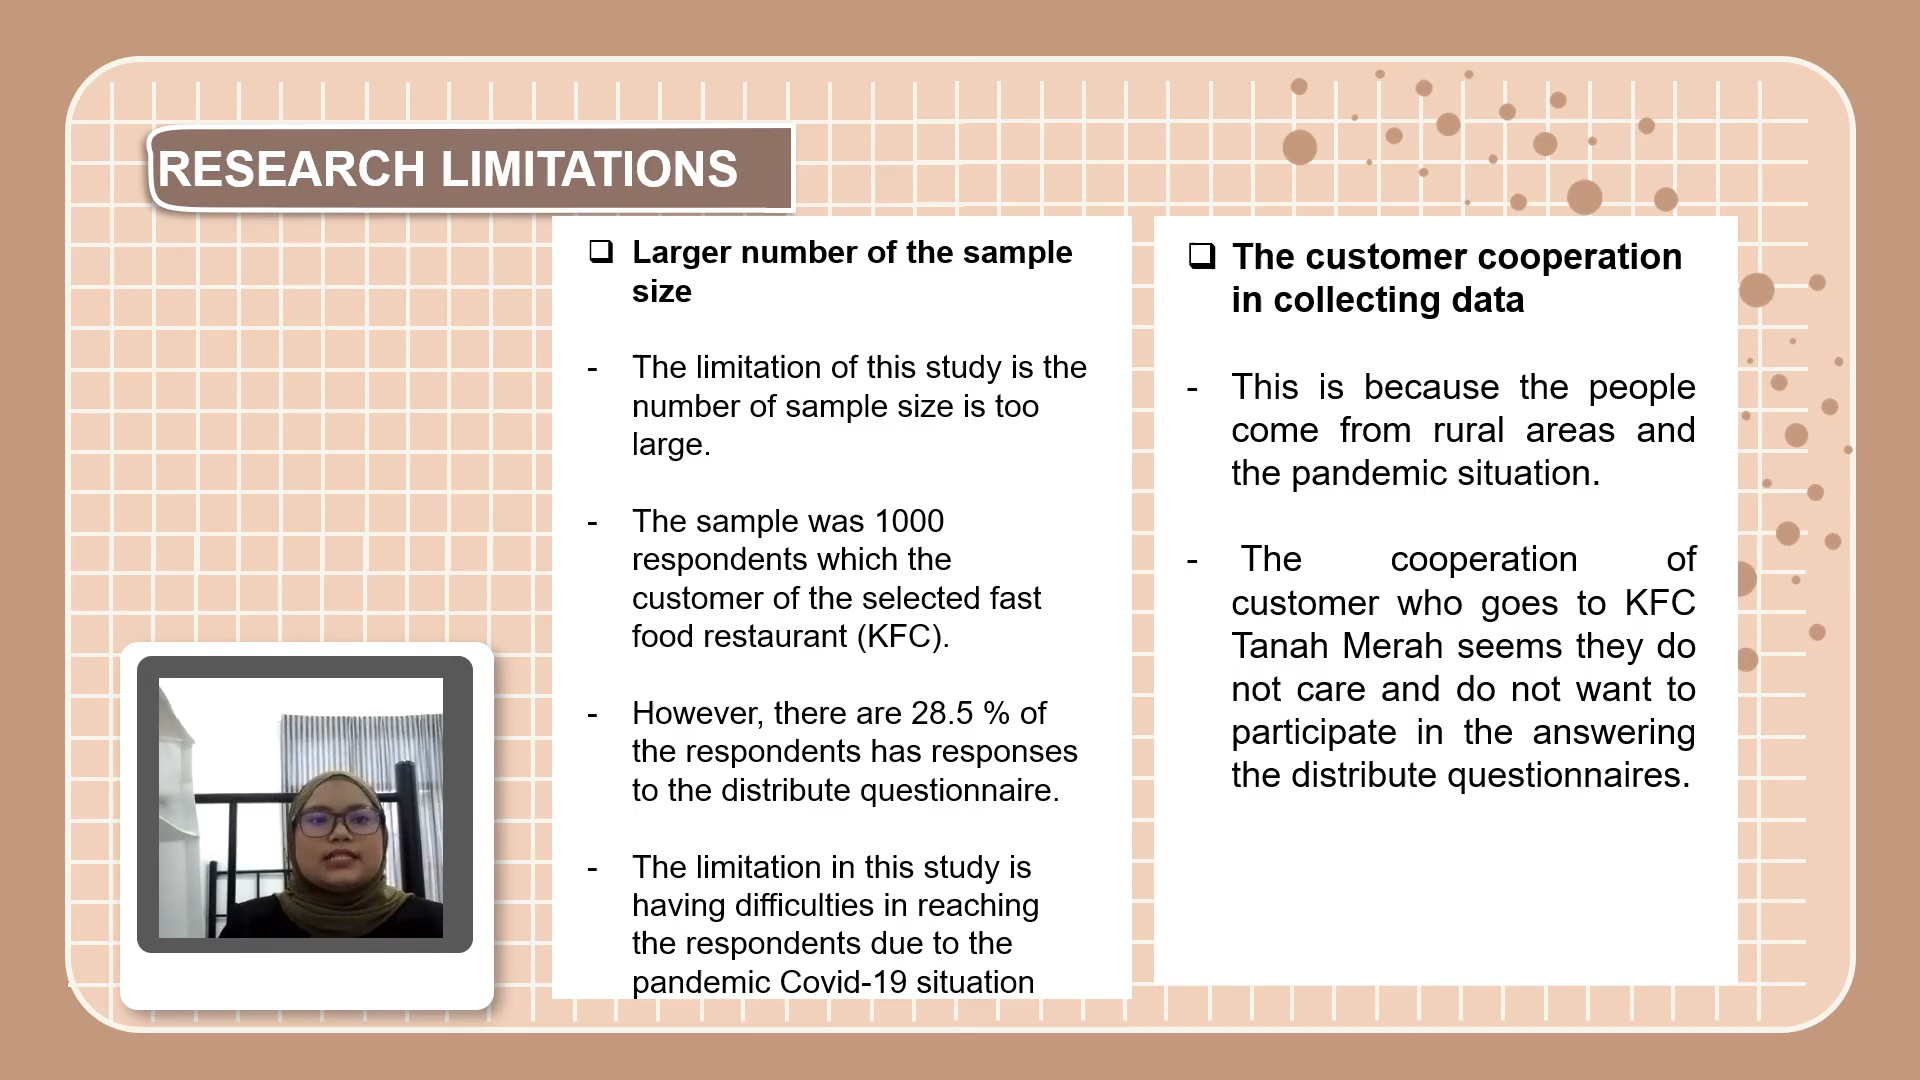 RESEARCH LIMITATIONS
❑ Larger number of the sample
size
- The limitation of this study is the
number of sample size is too
large.
- The sample was 1000
respondents which the
customer of the selected fast
food restaurant (KFC).
- However, there are 28.5 % of
the respondents has responses
to the distribute questionnaire.
- The limitation in this study is
having difficulties in reaching
the respondents due to the
pandemic Covid-19 situation
❑ The customer cooperation
in collecting data
- This is because the people
come from rural areas and
the pandemic situation.
- The cooperation of
customer who goes to KFC
Tanah Merah seems they do
not care and do not want to
participate in the answering
the distribute questionnaires.